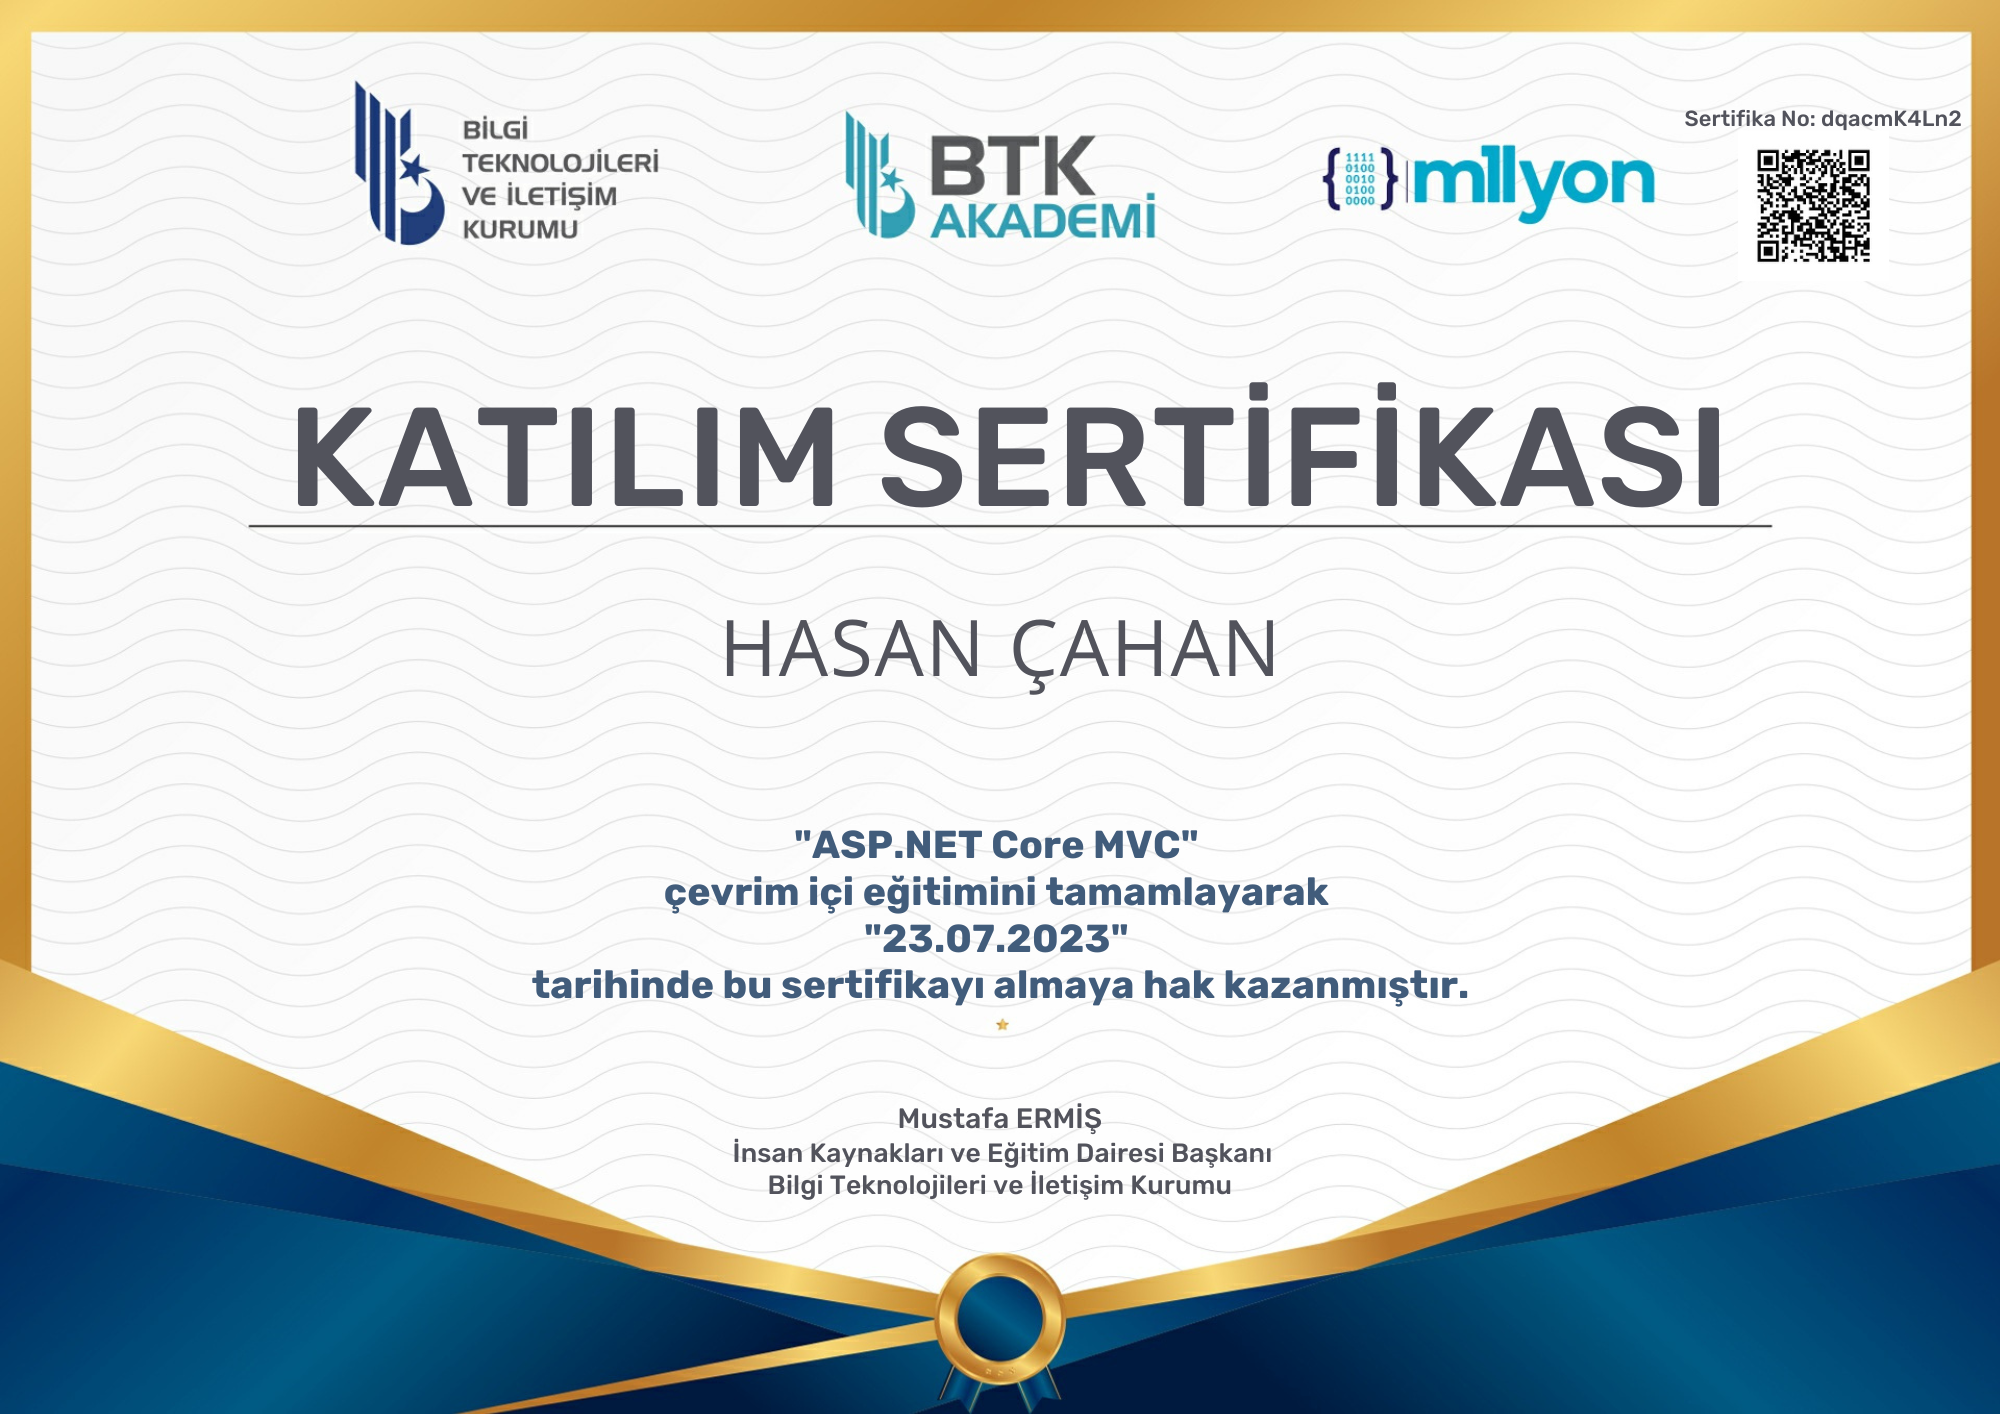 BİLGİ
TEKNOLOJİLERİ
VE İLETİŞİM
KURUMU
BTK
AKADEMİ
1111
0100
0010
0100
0000
m1lyon
Sertifika No: dqacmK4Ln2
KATILIM SERTİFİKASI
HASAN ÇAHAN
"ASP.NET Core MVC"
çevrim içi eğitimini tamamlayarak
"23.07.2023"
tarihinde bu sertifikayı almaya hak kazanmıştır.
Mustafa ERMİŞ
İnsan Kaynakları ve Eğitim Dairesi Başkanı
Bilgi Teknolojileri ve İletişim Kurumu